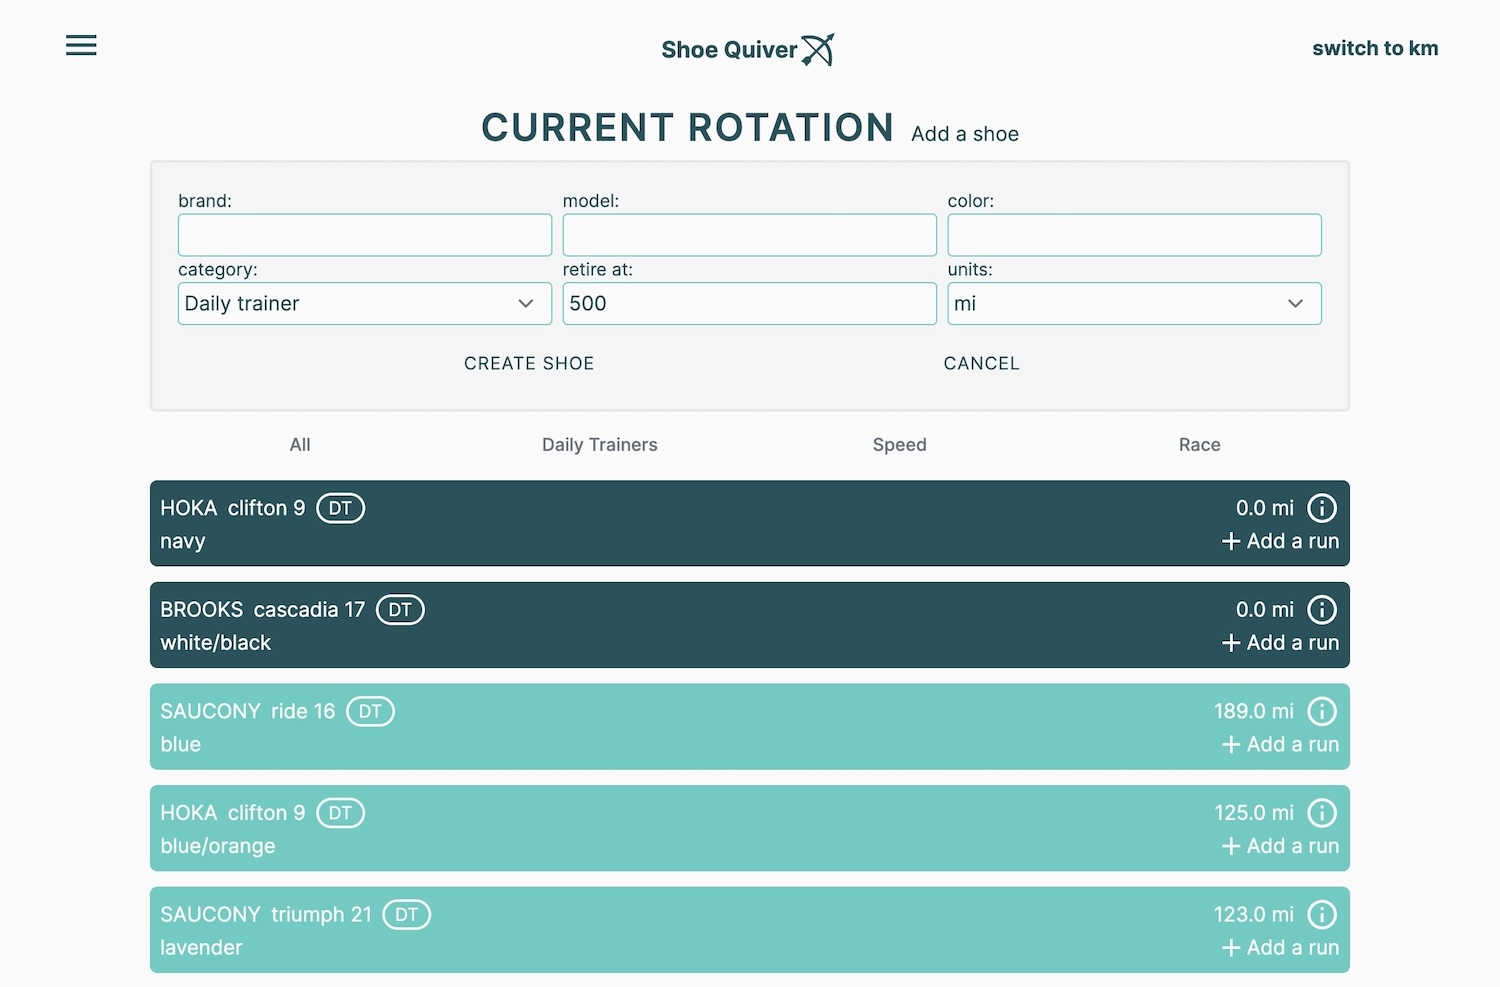 Shoe Quiver
switch to km
CURRENT ROTATION Add a shoe
brand: model: color:
category: retire at: units:
Daily trainer 500 mi
CREATE SHOE CANCEL
All Daily Trainers Speed Race
HOKA clifton 9 DT 0.0 mi
navy + Add a run
BROOKS cascadia 17 DT 0.0 mi
white/black + Add a run
SAUCONY ride 16 DT 189.0 mi
blue + Add a run
HOKA clifton 9 DT 125.0 mi
blue/orange + Add a run
SAUCONY triumph 21 DT 123.0 mi
lavender + Add a run